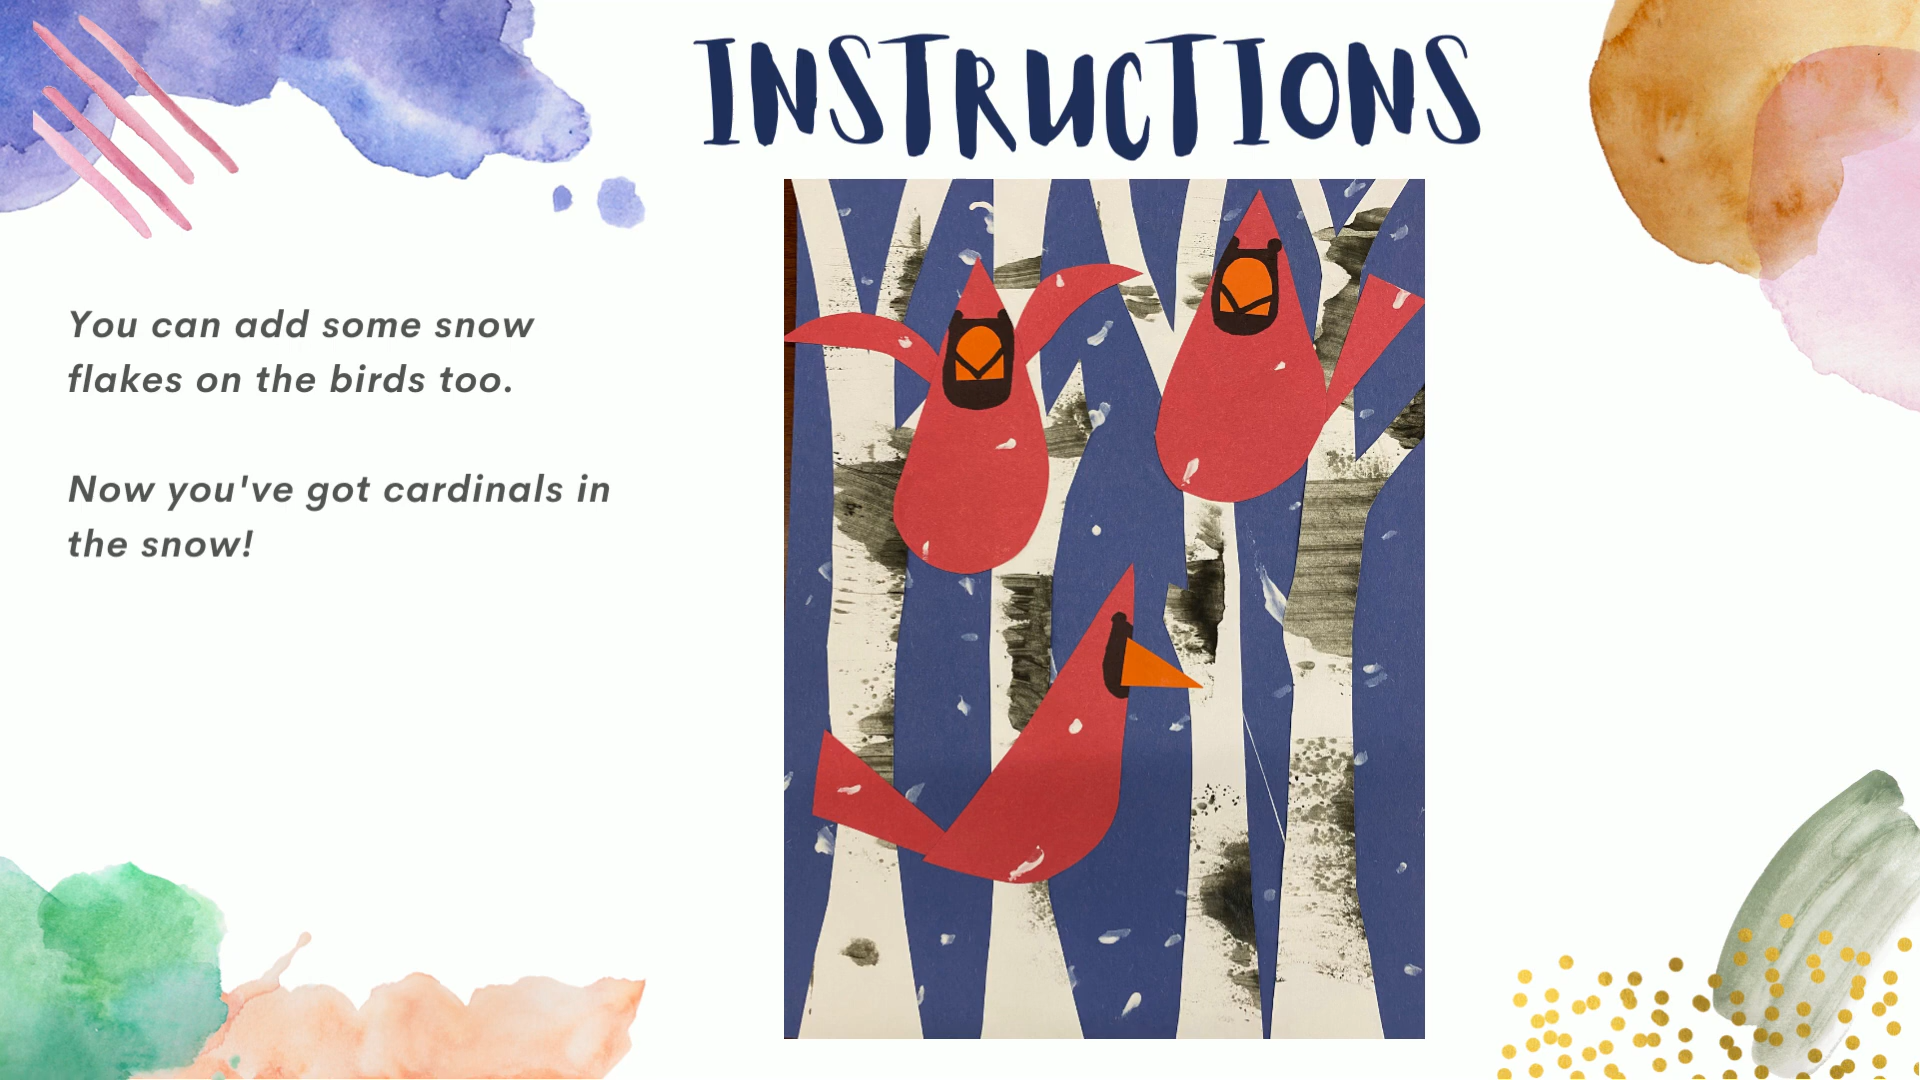 INSTRUCTIONS
You can add some snow
flakes on the birds too.
Now you've got cardinals in
the snow!